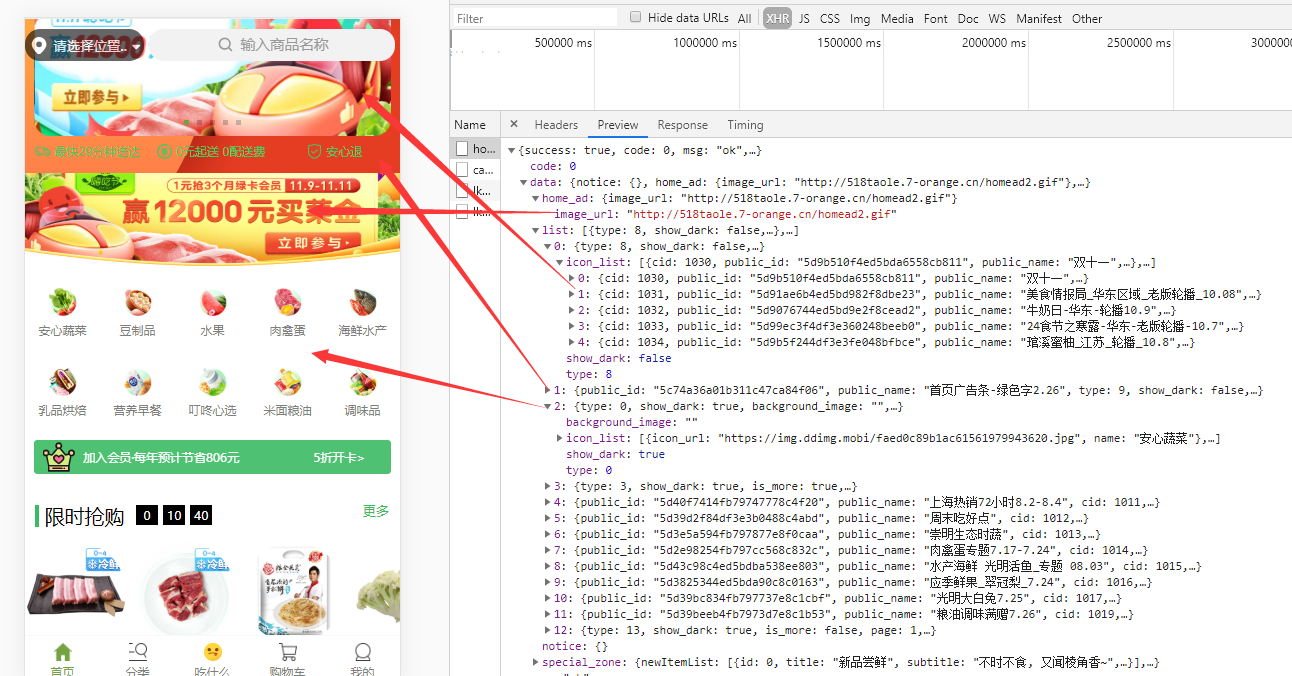 请选择位置..
输入商品名称
立即参与
最快29分钟送达
0元起送 0配送费
安心退
嗨吃节
1元抢3个月绿卡会员 11.9-11.11
赢12000元买菜金
立即参与
安心蔬菜
豆制品
水果
肉禽蛋
海鲜水产
乳品烘焙
营养早餐
叮咚心选
米面粮油
调味品
加入会员·每年预计节省806元
5折开卡>
限时抢购 0 10 40
更多
0-4
冷鲜
0-4
冷鲜
首页
分类
吃什么
购物车
我的
Filter
Hide data URLs
All
XHR
JS
CSS
Img
Media
Font
Doc
WS
Manifest
Other
500000 ms
1000000 ms
1500000 ms
2000000 ms
2500000 ms
Name
× Headers Preview Response Timing
ho...
ca...
lk...
{success: true, code: 0, msg: "ok",…}
code: 0
data: {notice: {}, home_ad: {image_url: "http://518taole.7-orange.cn/homead2.gif"},…}
home_ad: {image_url: "http://518taole.7-orange.cn/homead2.gif"}
image_url: "http://518taole.7-orange.cn/homead2.gif"
list: [{type: 8, show_dark: false,…},…]
0: {type: 8, show_dark: false,…}
icon_list: [{cid: 1030, public_id: "5d9b510f4ed5bda6558cb811", public_name: "双十一",…},…]
0: {cid: 1030, public_id: "5d9b510f4ed5bda6558cb811", public_name: "双十一",…}
1: {cid: 1031, public_id: "5d91ae6b4ed5bd982f8dbe23", public_name: "美食情报局_华东区域_老版轮播_10.08",…}
2: {cid: 1032, public_id: "5d9076744ed5bd9e2f8cead2", public_name: "牛奶日-华东-轮播10.9",…}
3: {cid: 1033, public_id: "5d99ec3f4df3e360248beeb0", public_name: "24食节之寒露-华东-老版轮播-10.7",…}
4: {cid: 1034, public_id: "5d9b5f244df3e3fe048bfbce", public_name: "琯溪蜜柚_江苏_轮播_10.8",…}
show_dark: false
type: 8
1: {public_id: "5c74a36a01b311c47ca84f06", public_name: "首页广告条-绿色字2.26", type: 9, show_dark: false,…}
2: {type: 0, show_dark: true, background_image: "",…}
background_image: ""
icon_list: [{icon_url: "https://img.ddimg.mobi/faed0c89b1ac61561979943620.jpg", name: "安心蔬菜"},…]
show_dark: true
type: 0
3: {type: 3, show_dark: true, is_more: true,…}
4: {public_id: "5d40f7414fb79747778c4f20", public_name: "上海热销72小时8.2-8.4", cid: 1011,…}
5: {public_id: "5d39d2f84df3e3b0488c4abd", public_name: "周末吃好点", cid: 1012,…}
6: {public_id: "5d3e5a594fb797877e8f0caa", public_name: "崇明生态时蔬", cid: 1013,…}
7: {public_id: "5d2e98254fb797cc568c832c", public_name: "肉禽蛋专题7.17-7.24", cid: 1014,…}
8: {public_id: "5d43c98c4ed5bdba538ee803", public_name: "水产海鲜 光明活鱼_专题 08.03", cid: 1015,…}
9: {public_id: "5d3825344ed5bda90c8c0163", public_name: "应季鲜果_翠冠梨_7.24", cid: 1016,…}
10: {public_id: "5d39bc834fb797737e8c1cbf", public_name: "光明大白兔7.25", cid: 1017,…}
11: {public_id: "5d39beeb4fb7973d7e8c1b53", public_name: "粮油调味满赠7.26", cid: 1019,…}
12: {type: 13, show_dark: true, is_more: false, page: 1,…}
notice: {}
special_zone: {newItemList: [{id: 0, title: "新品尝鲜", subtitle: "不时不食, 又闻棱角香~",…}],…}